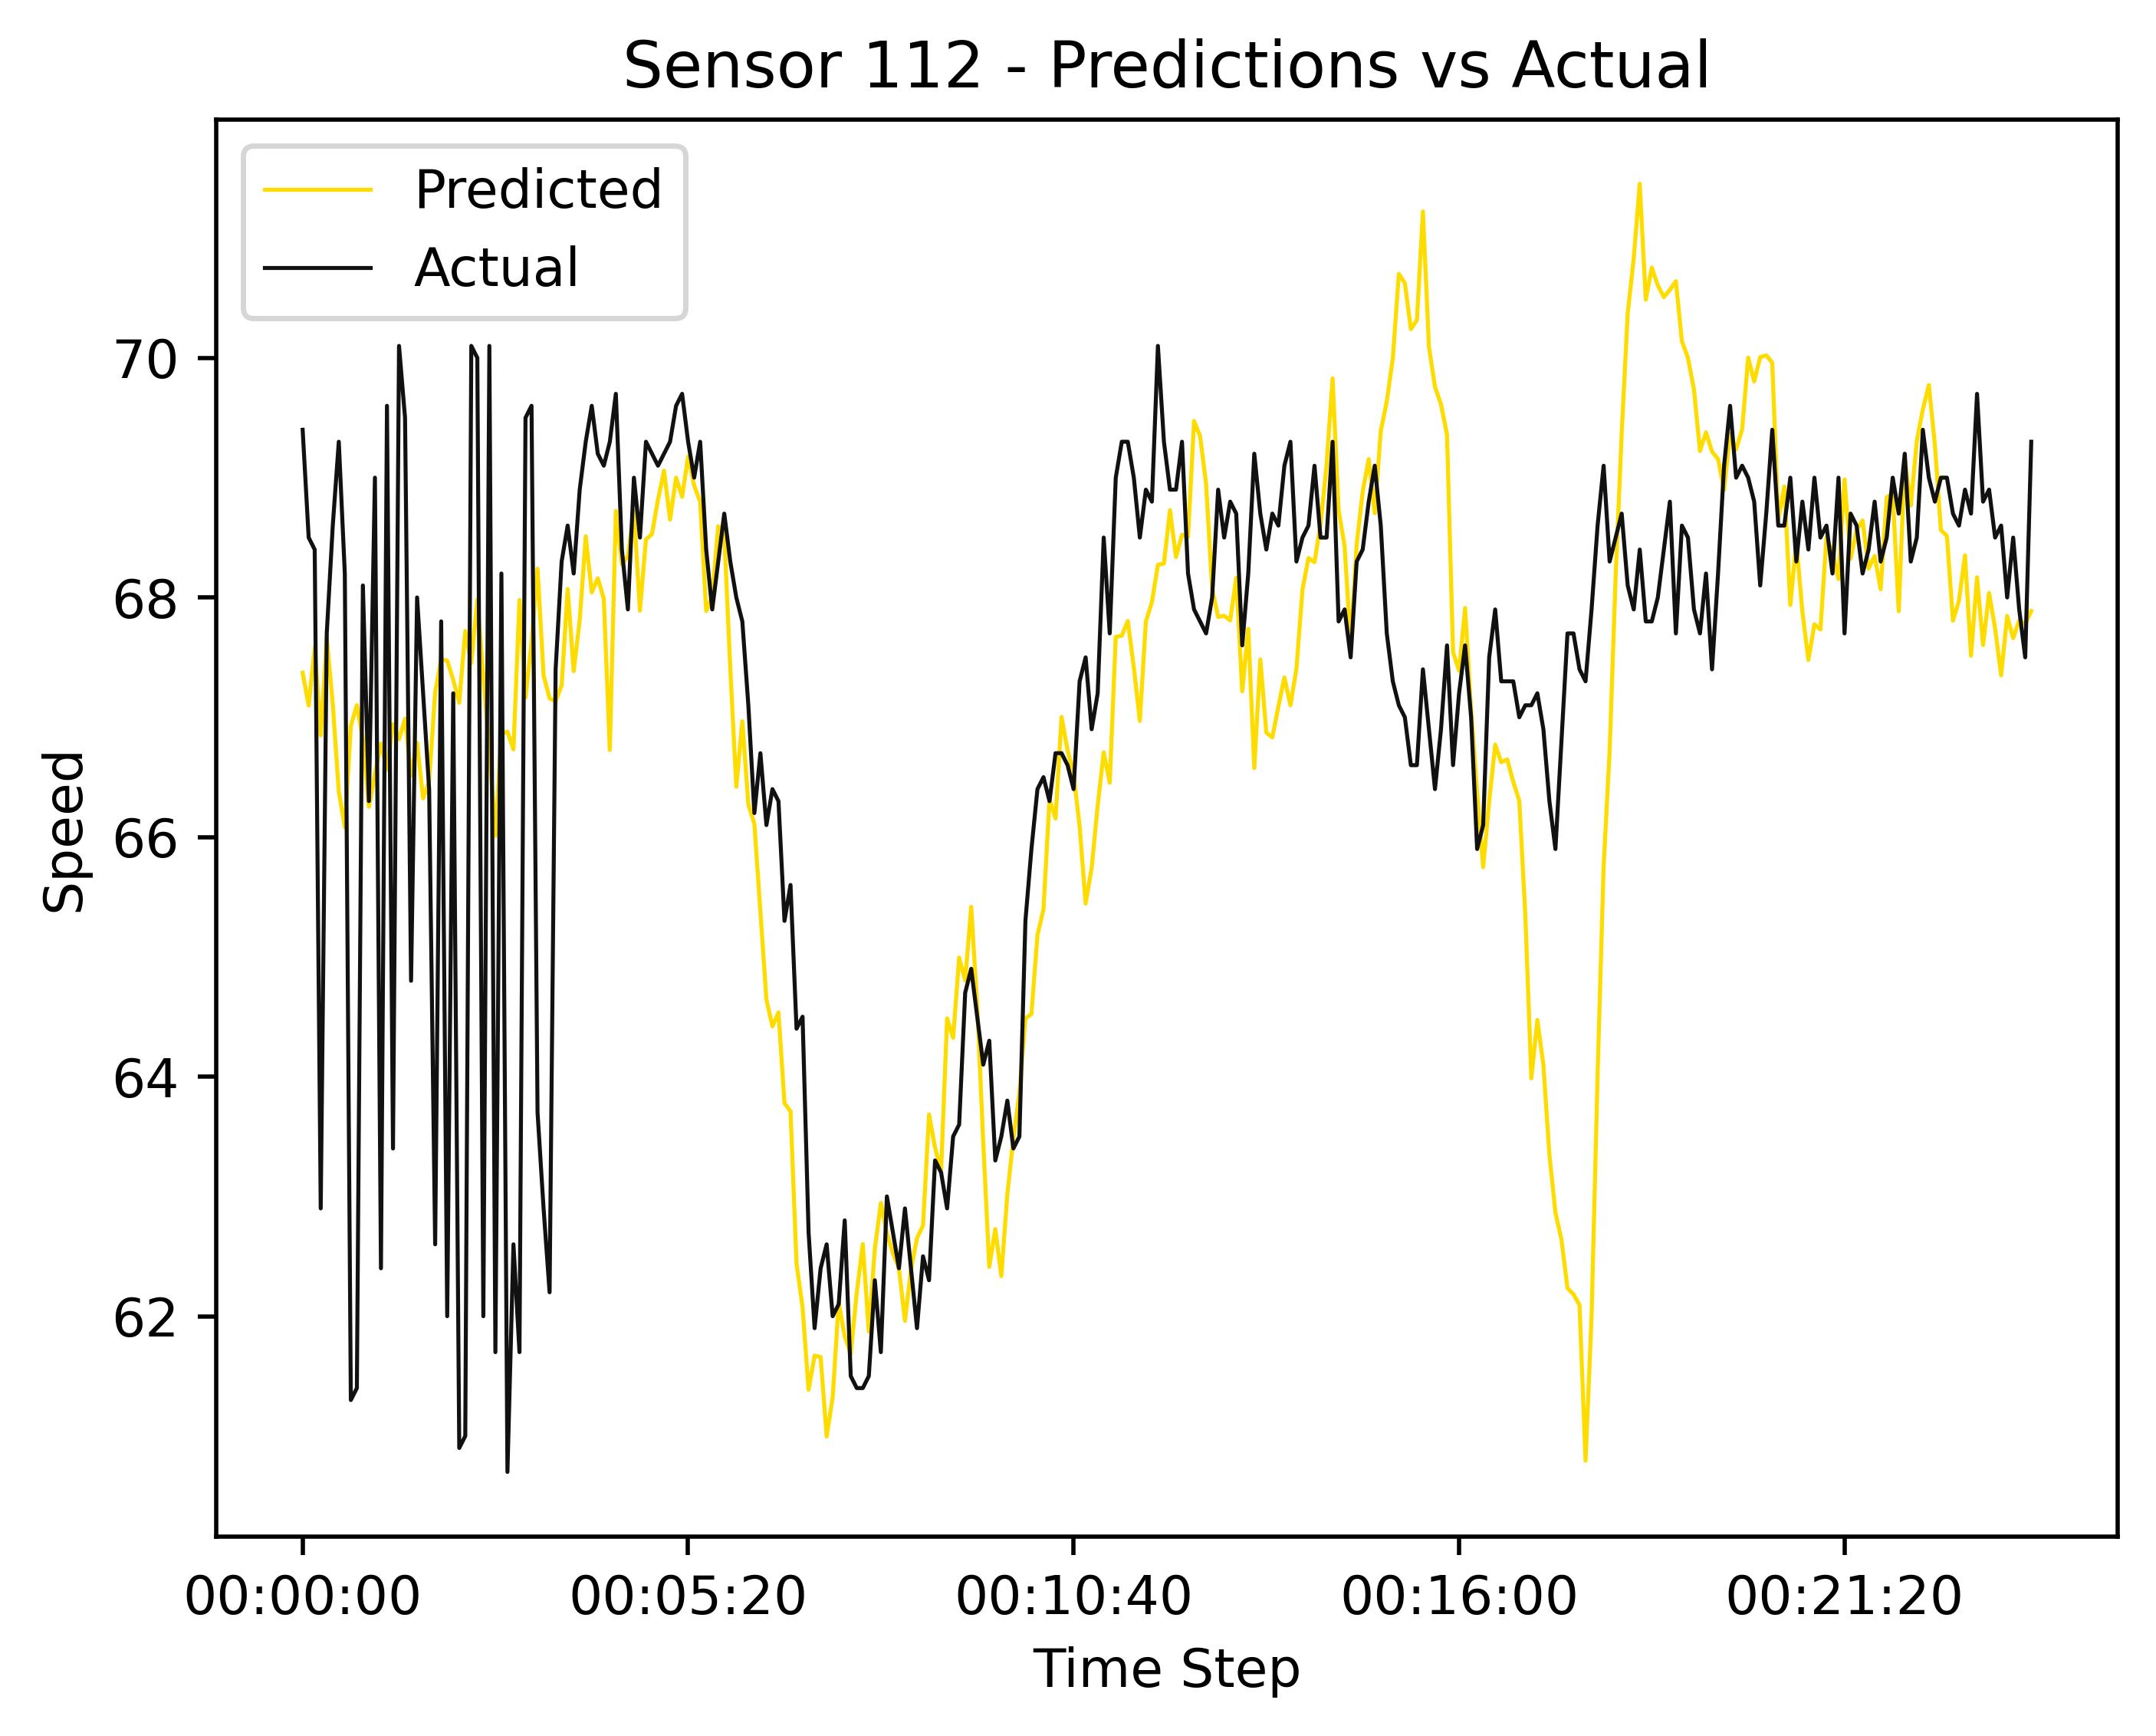 Sensor 112 - Predictions vs Actual
Predicted
Actual
70
68
66
64
62
Speed
00:00:00 00:05:20 00:10:40 00:16:00 00:21:20
Time Step